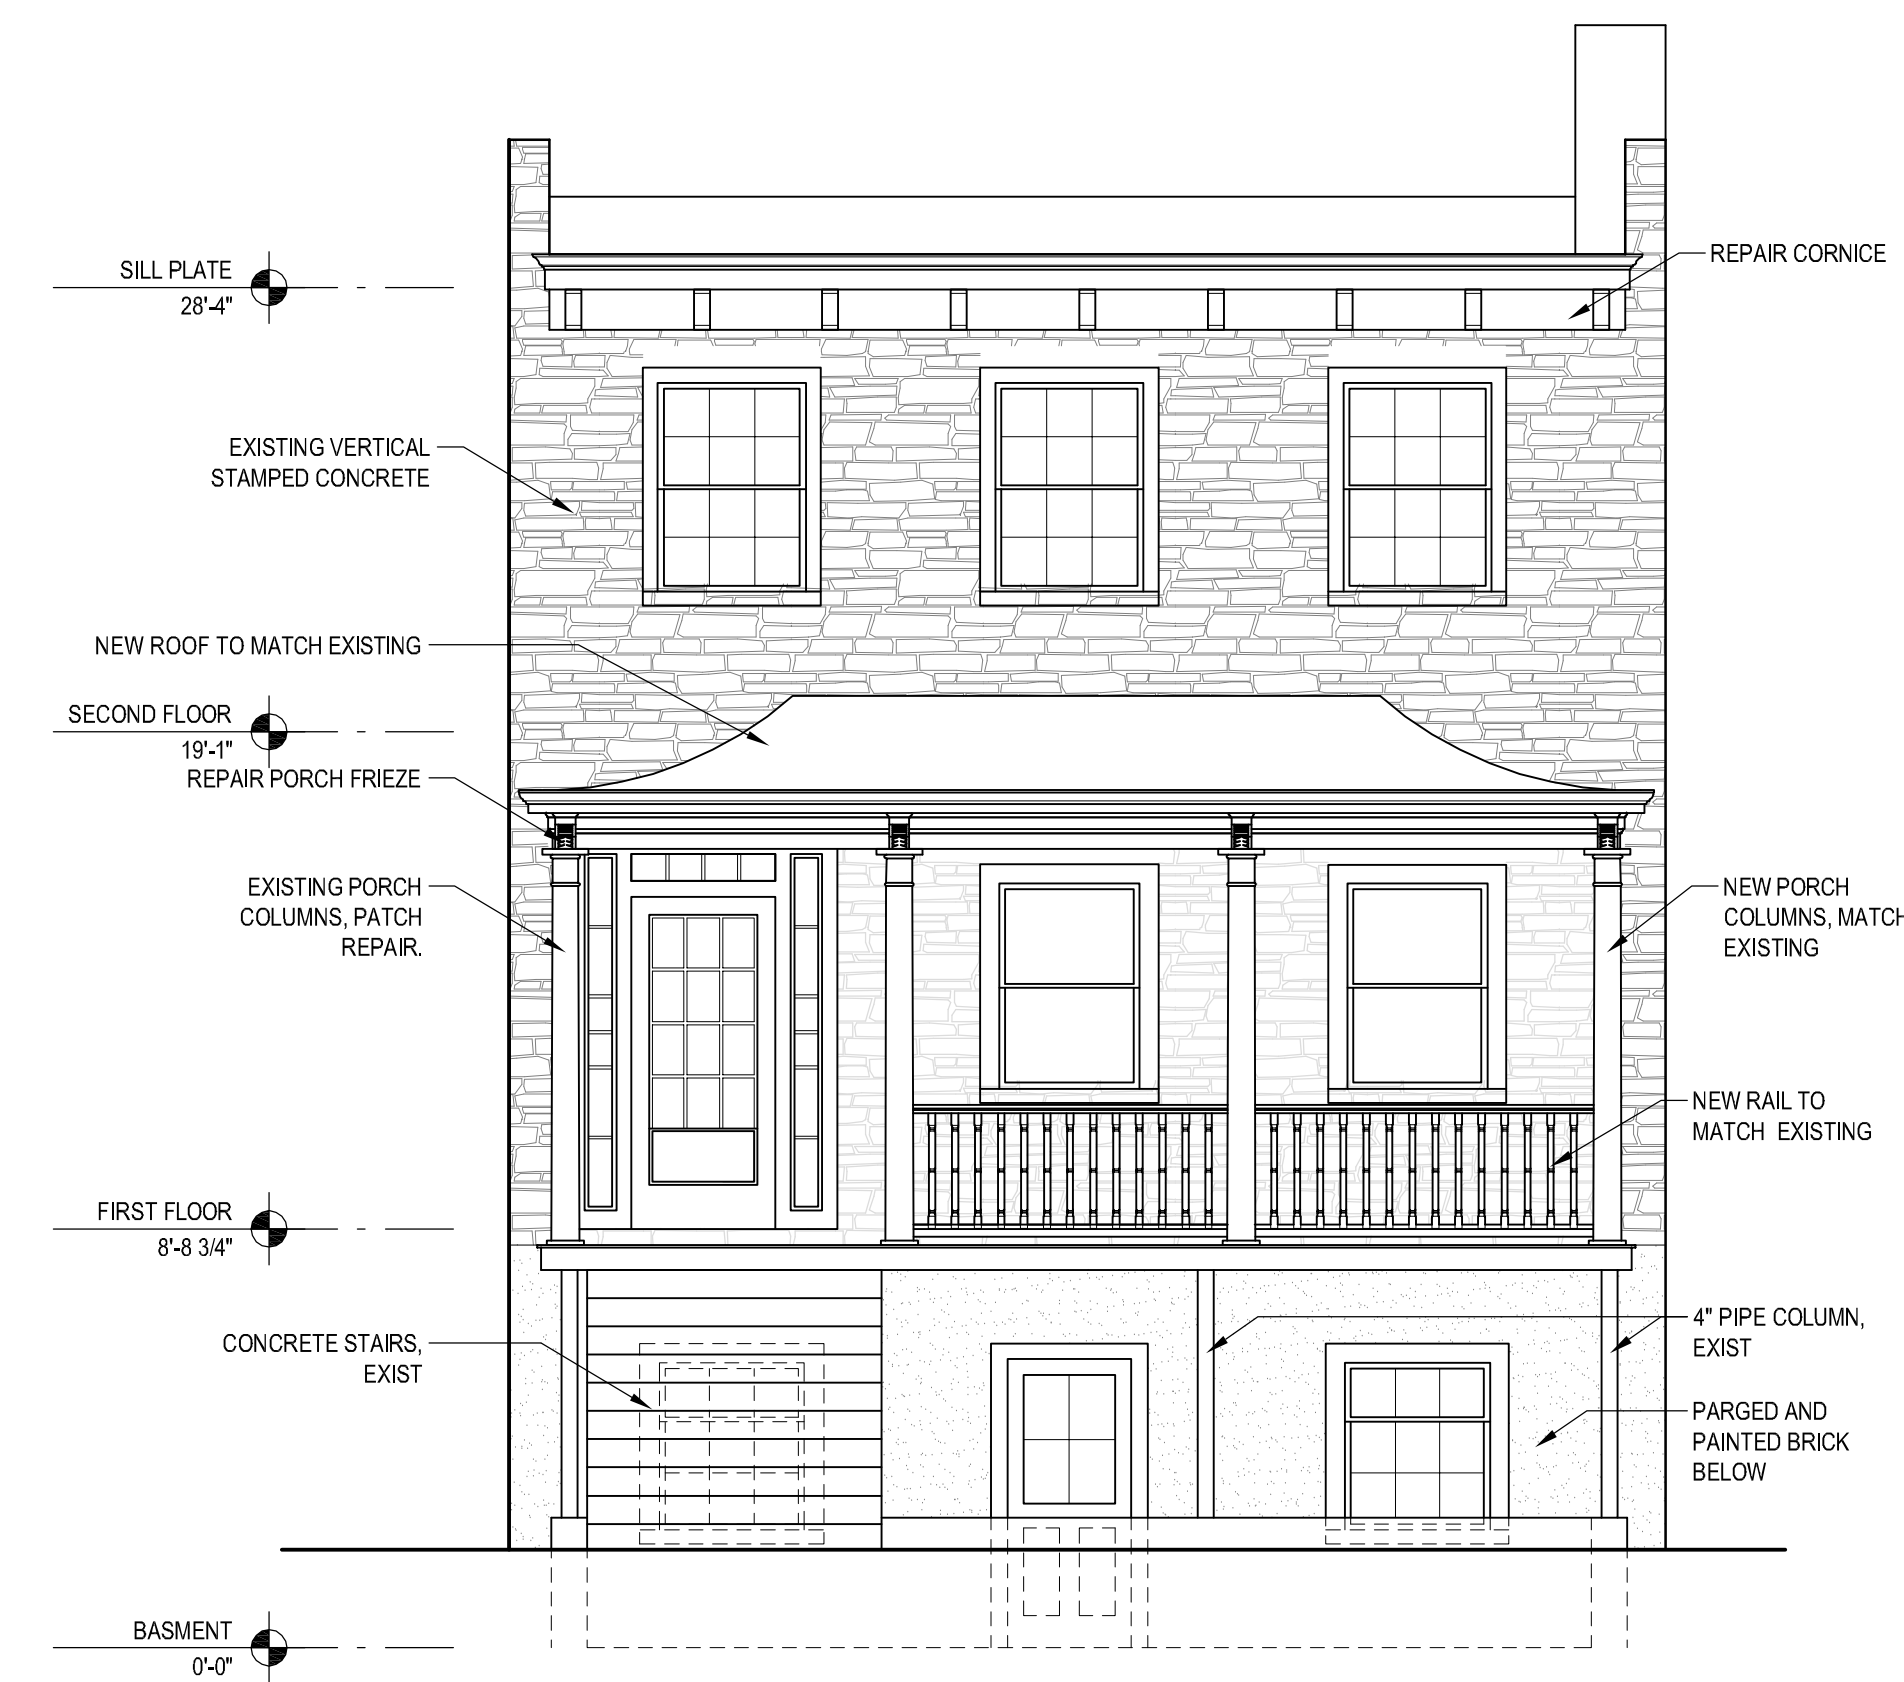 SILL PLATE
28'-4"
REPAIR CORNICE
EXISTING VERTICAL
STAMPED CONCRETE
NEW ROOF TO MATCH EXISTING
SECOND FLOOR
19'-1"
REPAIR PORCH FRIEZE
EXISTING PORCH
COLUMNS, PATCH
REPAIR.
NEW PORCH
COLUMNS, MATCH
EXISTING
NEW RAIL TO
MATCH EXISTING
FIRST FLOOR
8'-8 3/4"
CONCRETE STAIRS,
EXIST
4" PIPE COLUMN,
EXIST
PARGED AND
PAINTED BRICK
BELOW
BASMENT
0'-0"